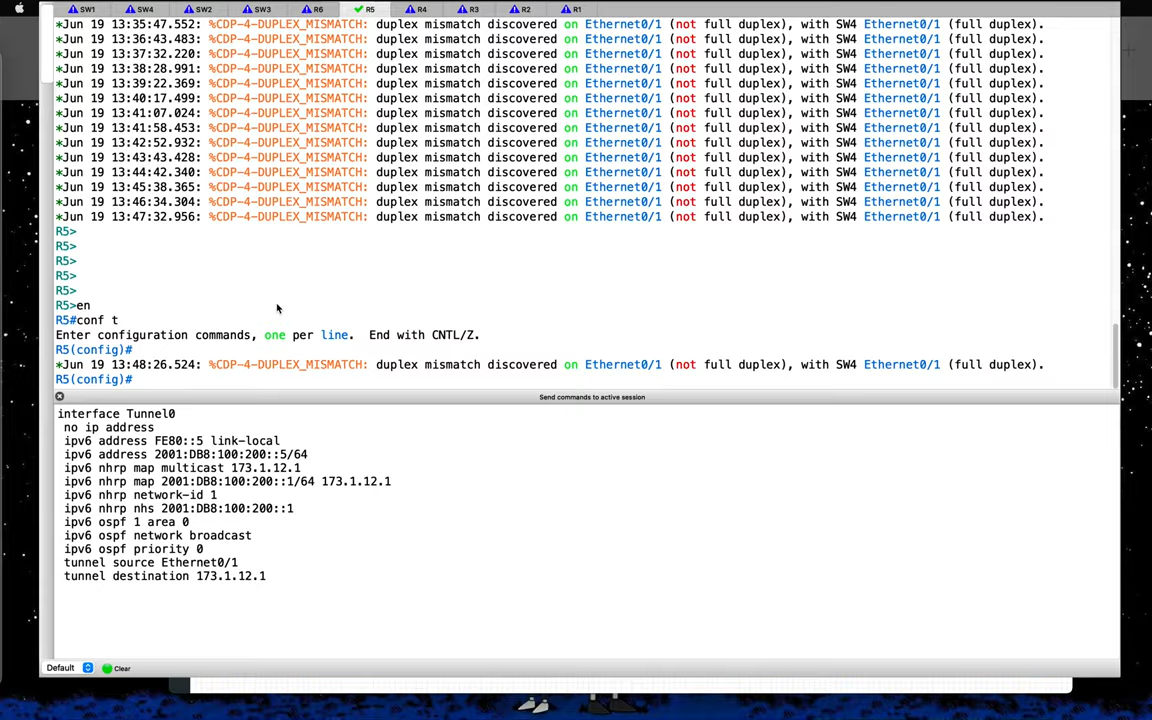 SW1 SW4 SW2 SW3 R6 R5 R4 R3 R2 R1
*Jun 19 13:35:47.552: %CDP-4-DUPLEX_MISMATCH: duplex mismatch discovered on Ethernet0/1 (not full duplex), with SW4 Ethernet0/1 (full duplex).
*Jun 19 13:36:43.483: %CDP-4-DUPLEX_MISMATCH: duplex mismatch discovered on Ethernet0/1 (not full duplex), with SW4 Ethernet0/1 (full duplex).
*Jun 19 13:37:32.220: %CDP-4-DUPLEX_MISMATCH: duplex mismatch discovered on Ethernet0/1 (not full duplex), with SW4 Ethernet0/1 (full duplex).
*Jun 19 13:38:28.991: %CDP-4-DUPLEX_MISMATCH: duplex mismatch discovered on Ethernet0/1 (not full duplex), with SW4 Ethernet0/1 (full duplex).
*Jun 19 13:39:22.369: %CDP-4-DUPLEX_MISMATCH: duplex mismatch discovered on Ethernet0/1 (not full duplex), with SW4 Ethernet0/1 (full duplex).
*Jun 19 13:40:17.499: %CDP-4-DUPLEX_MISMATCH: duplex mismatch discovered on Ethernet0/1 (not full duplex), with SW4 Ethernet0/1 (full duplex).
*Jun 19 13:41:07.024: %CDP-4-DUPLEX_MISMATCH: duplex mismatch discovered on Ethernet0/1 (not full duplex), with SW4 Ethernet0/1 (full duplex).
*Jun 19 13:41:58.453: %CDP-4-DUPLEX_MISMATCH: duplex mismatch discovered on Ethernet0/1 (not full duplex), with SW4 Ethernet0/1 (full duplex).
*Jun 19 13:42:52.932: %CDP-4-DUPLEX_MISMATCH: duplex mismatch discovered on Ethernet0/1 (not full duplex), with SW4 Ethernet0/1 (full duplex).
*Jun 19 13:43:43.428: %CDP-4-DUPLEX_MISMATCH: duplex mismatch discovered on Ethernet0/1 (not full duplex), with SW4 Ethernet0/1 (full duplex).
*Jun 19 13:44:42.340: %CDP-4-DUPLEX_MISMATCH: duplex mismatch discovered on Ethernet0/1 (not full duplex), with SW4 Ethernet0/1 (full duplex).
*Jun 19 13:45:38.365: %CDP-4-DUPLEX_MISMATCH: duplex mismatch discovered on Ethernet0/1 (not full duplex), with SW4 Ethernet0/1 (full duplex).
*Jun 19 13:46:34.304: %CDP-4-DUPLEX_MISMATCH: duplex mismatch discovered on Ethernet0/1 (not full duplex), with SW4 Ethernet0/1 (full duplex).
*Jun 19 13:47:32.956: %CDP-4-DUPLEX_MISMATCH: duplex mismatch discovered on Ethernet0/1 (not full duplex), with SW4 Ethernet0/1 (full duplex).
R5>
R5>
R5>
R5>
R5>
R5>en
R5#conf t
Enter configuration commands, one per line.  End with CNTL/Z.
R5(config)#
*Jun 19 13:48:26.524: %CDP-4-DUPLEX_MISMATCH: duplex mismatch discovered on Ethernet0/1 (not full duplex), with SW4 Ethernet0/1 (full duplex).
R5(config)#
Send commands to active session
interface Tunnel0
no ip address
ipv6 address FE80::5 link-local
ipv6 address 2001:DB8:100:200::5/64
ipv6 nhrp map multicast 173.1.12.1
ipv6 nhrp map 2001:DB8:100:200::1/64 173.1.12.1
ipv6 nhrp network-id 1
ipv6 nhrp nhs 2001:DB8:100:200::1
ipv6 ospf 1 area 0
ipv6 ospf network broadcast
ipv6 ospf priority 0
tunnel source Ethernet0/1
tunnel destination 173.1.12.1
Default Clear